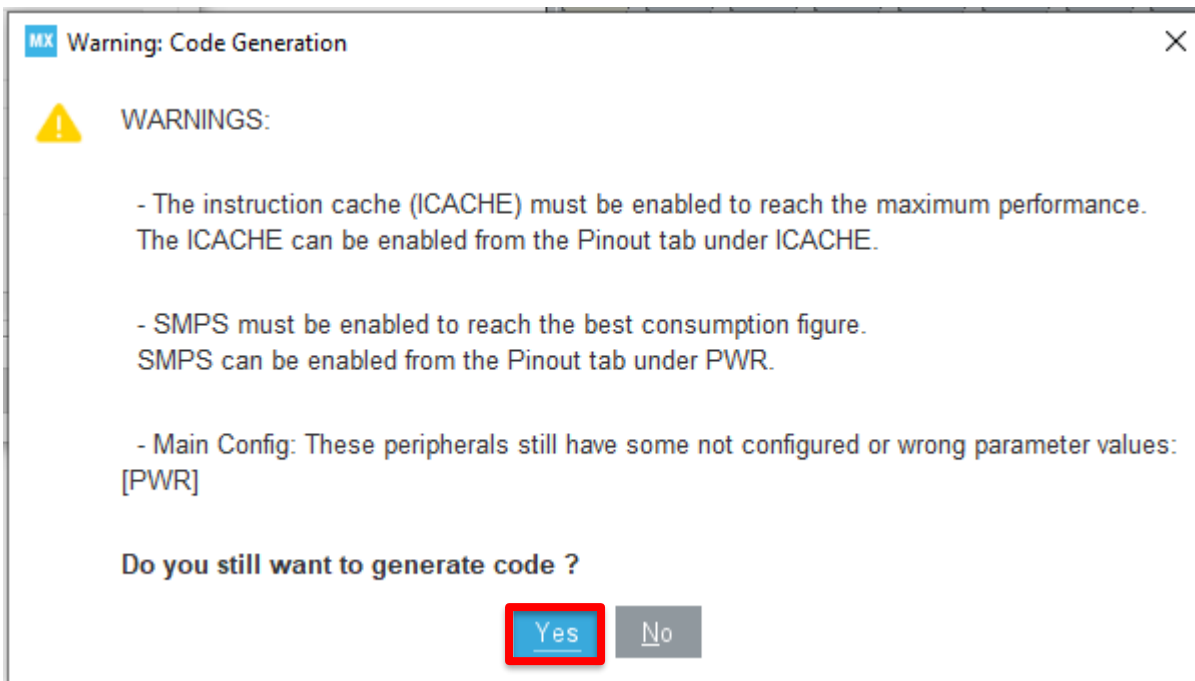 MX Warning: Code Generation
WARNINGS:
- The instruction cache (ICACHE) must be enabled to reach the maximum performance.
The ICACHE can be enabled from the Pinout tab under ICACHE.
- SMPS must be enabled to reach the best consumption figure.
SMPS can be enabled from the Pinout tab under PWR.
- Main Config: These peripherals still have some not configured or wrong parameter values:
[PWR]
Do you still want to generate code ?
Yes No